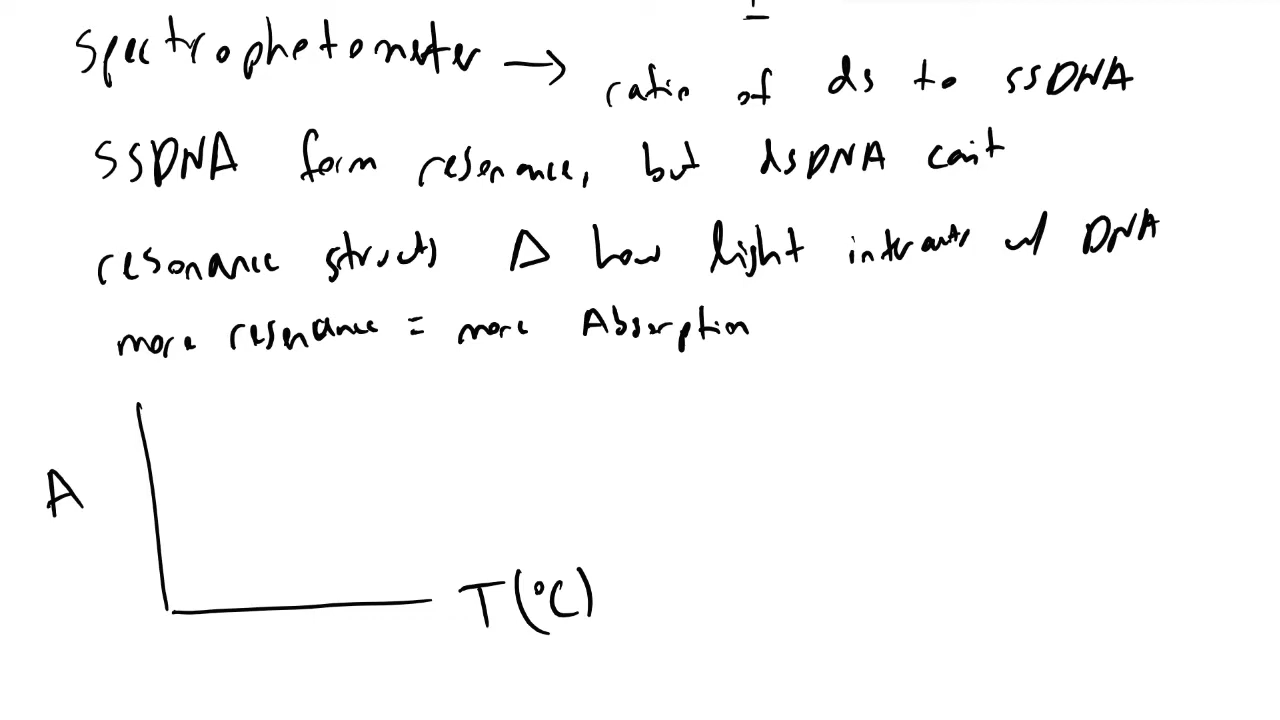 spectrophotometer → ratio of ds to ssDNA
SSDNA form resonance, but dsDNA can't
resonance structs Δ how light interacts w/ DNA
more resonance = more Absorption
A
T(°C)